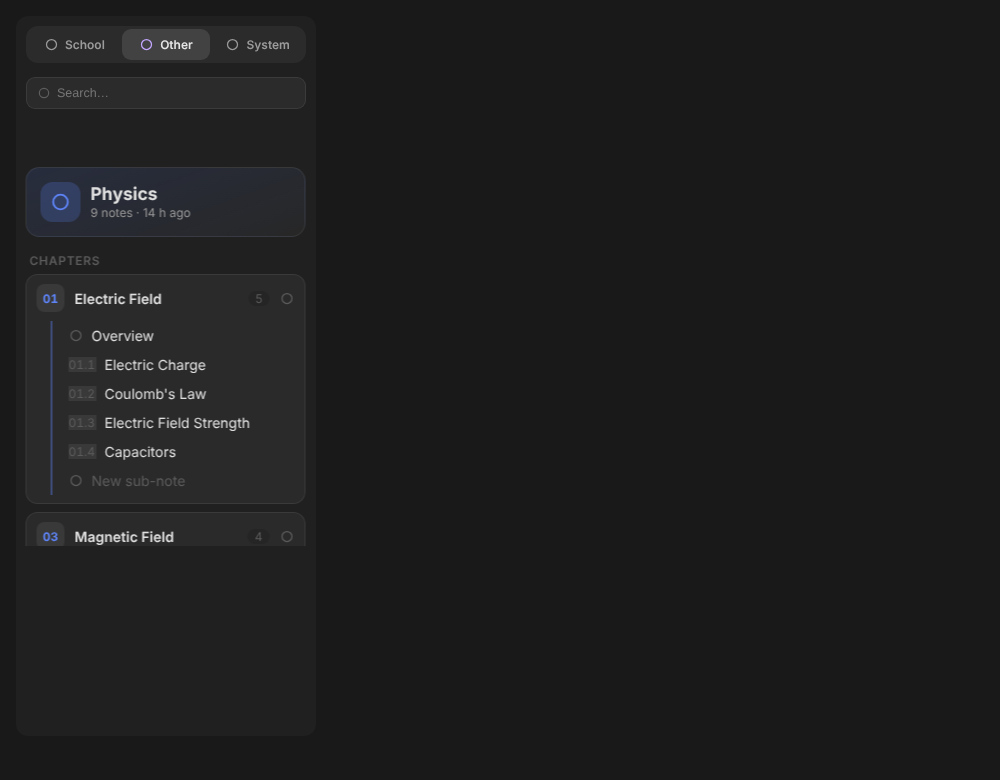 School Other System
Search...
Physics
9 notes · 14 h ago
CHAPTERS
01 Electric Field 5
Overview
01.1 Electric Charge
01.2 Coulomb's Law
01.3 Electric Field Strength
01.4 Capacitors
New sub-note
03 Magnetic Field 4